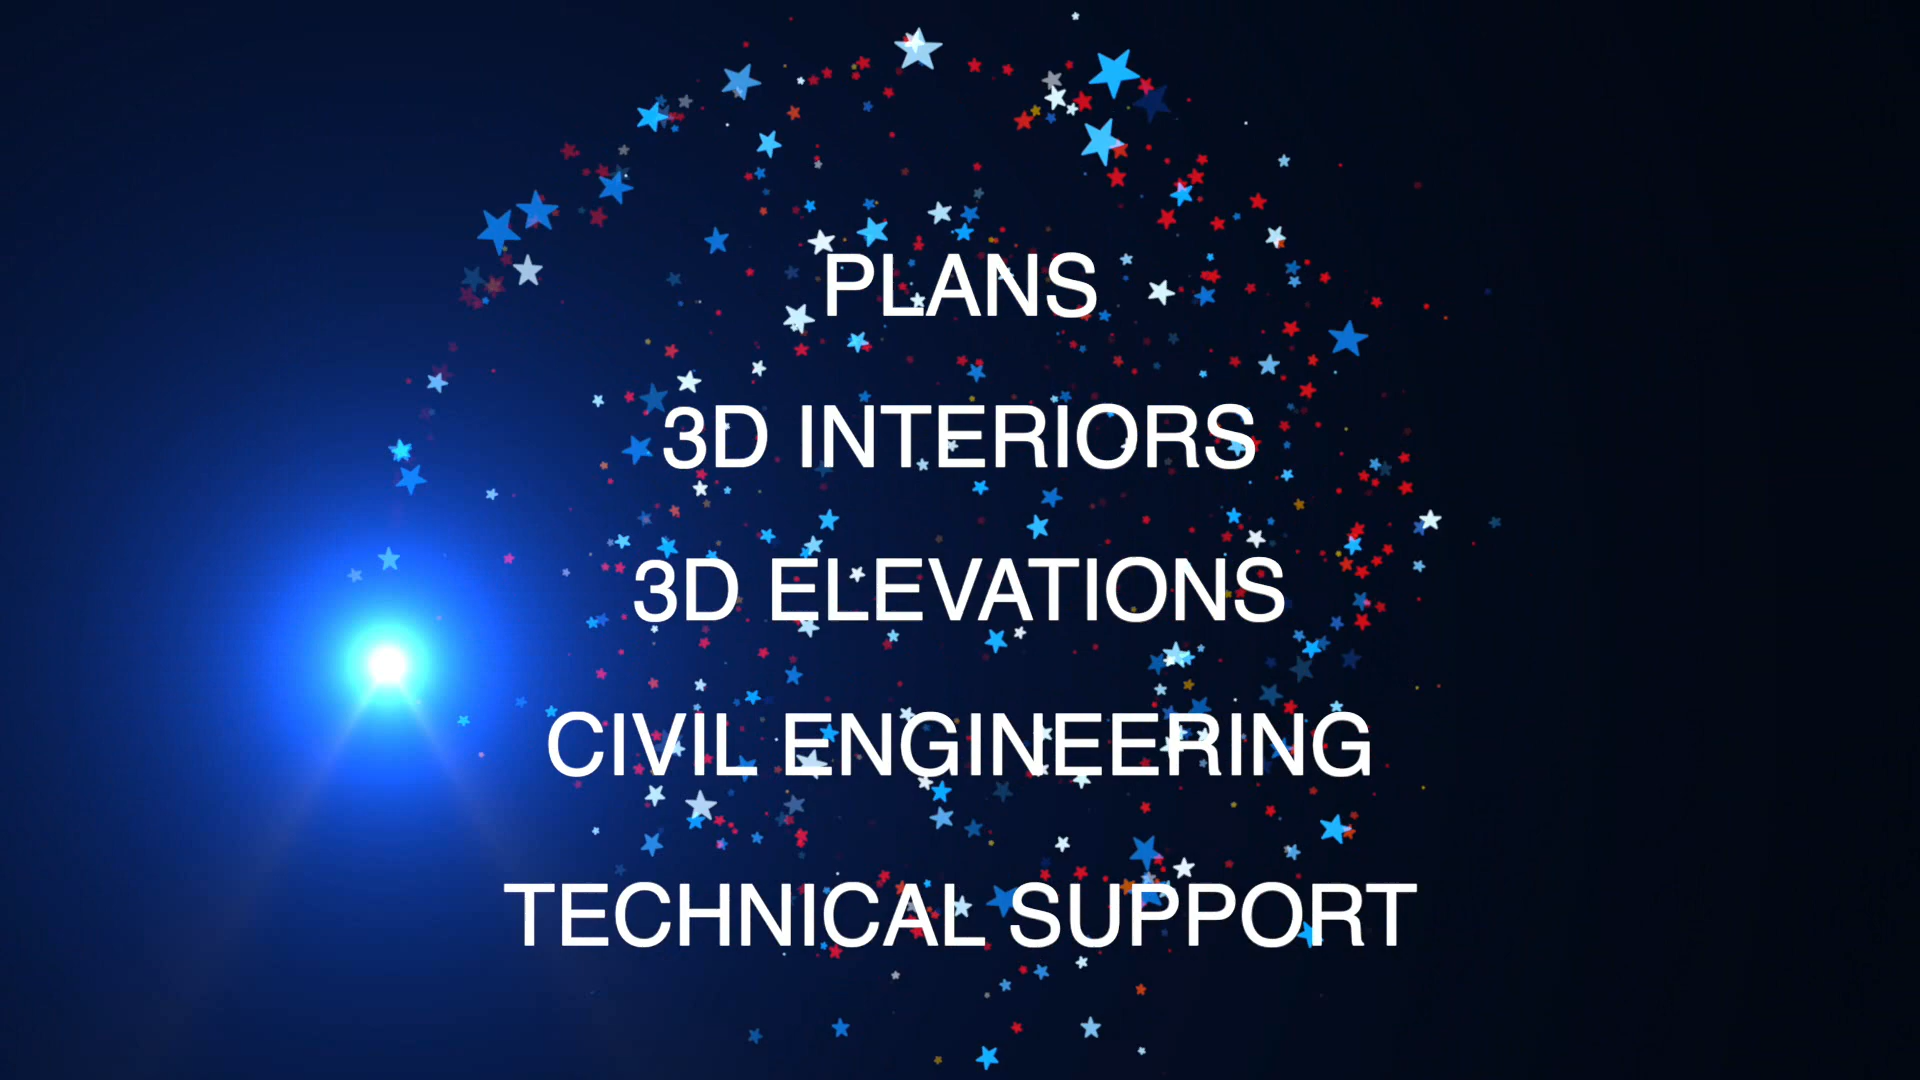 PLANS
3D INTERIORS
3D ELEVATIONS
CIVIL ENGINEERING
TECHNICAL SUPPORT